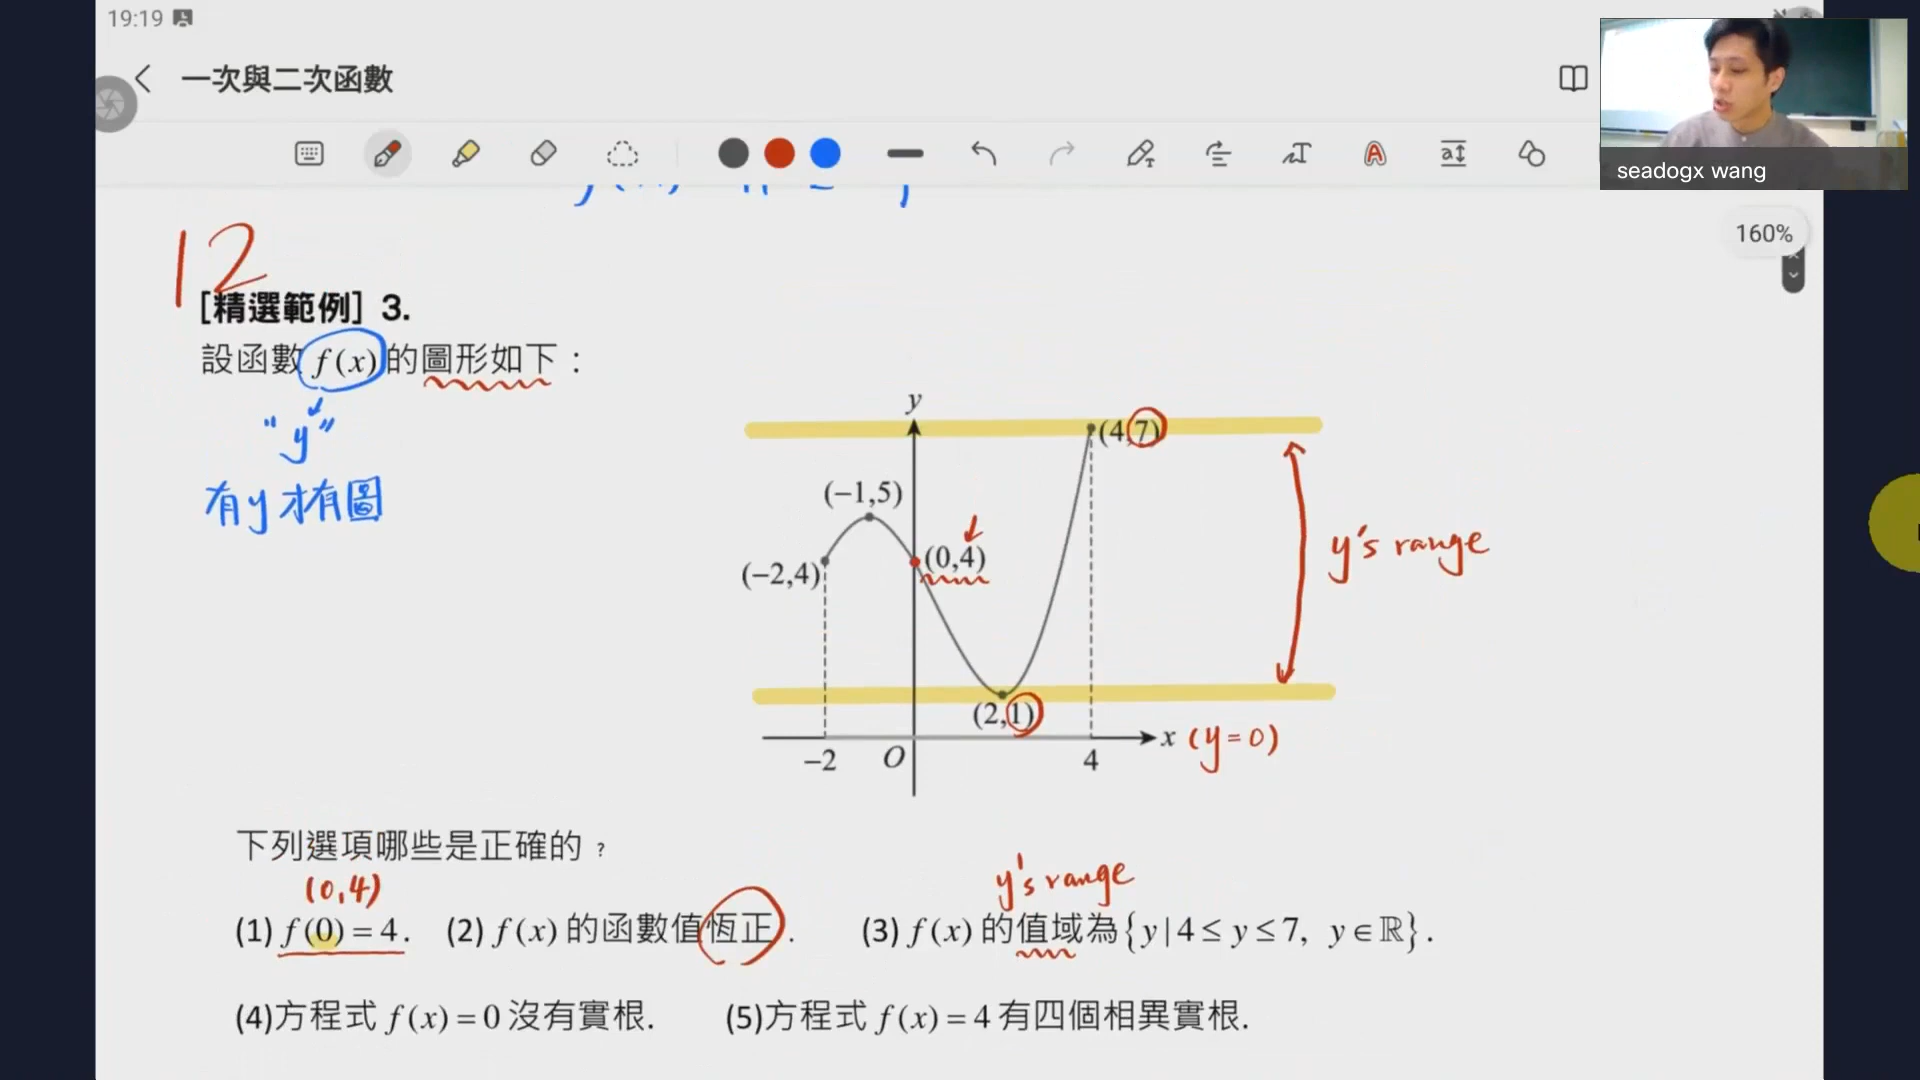 19:19
一次與二次函數
seadogx wang
160%
12
[精選範例] 3.
設函數 f(x) 的圖形如下：
"y"
有y才有圖
y
(4,7)
(−1,5)
(0,4)
(−2,4)
y's range
(2,1)
−2
O
4
x (y=0)
下列選項哪些是正確的？
(0,4)
y's range
(1) f(0) = 4. (2) f(x) 的函數值恆正. (3) f(x) 的值域為{y | 4 ≤ y ≤ 7, y ∈ ℝ}.
(4)方程式 f(x) = 0 沒有實根. (5)方程式 f(x) = 4 有四個相異實根.